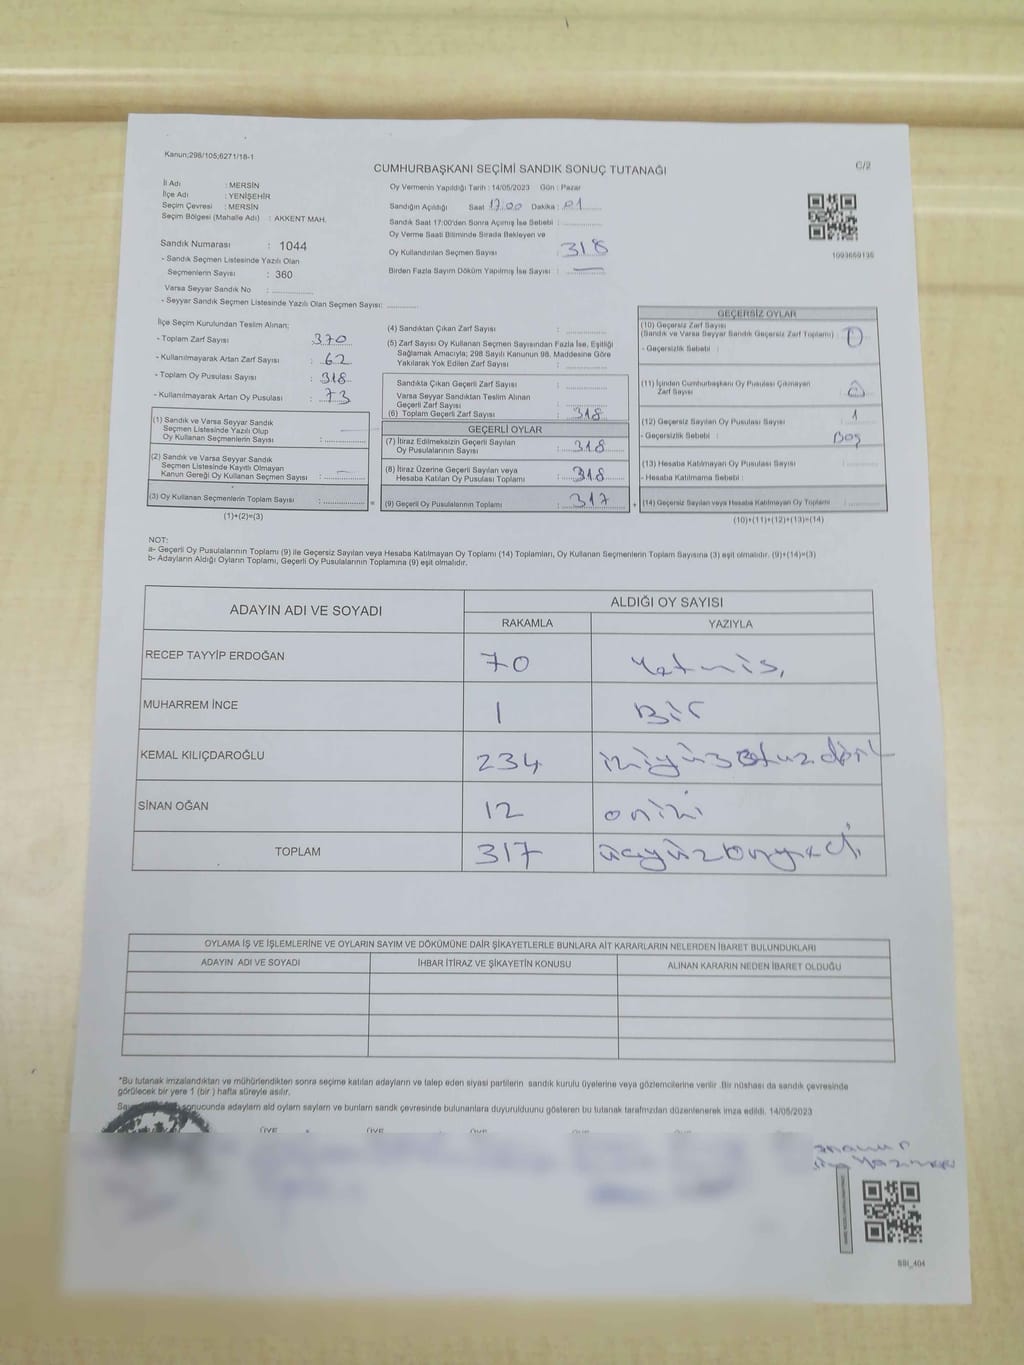 Kanun;298/105;6271/18-1
C/2
CUMHURBAŞKANI SEÇİMİ SANDIK SONUÇ TUTANAĞI
İl Adı : MERSİN
İlçe Adı : YENİŞEHİR
Seçim Çevresi : MERSİN
Seçim Bölgesi (Mahalle Adı) : AKKENT MAH.
Sandık Numarası : 1044
- Sandık Seçmen Listesinde Yazılı Olan
Seçmenlerin Sayısı : 360
Varsa Seyyar Sandık No :
- Seyyar Sandık Seçmen Listesinde Yazılı Olan Seçmen Sayısı:
Oy Vermenin Yapıldığı Tarih : 14/05/2023 Gün : Pazar
Sandığın Açıldığı Saat 17.00 Dakika : 01
Sandık Saat 17:00'den Sonra Açımış İse Sebebi :
Oy Verme Saati Bitiminde Sırada Bekleyen ve
Oy Kullandırılan Seçmen Sayısı : 318
Birden Fazla Sayım Döküm Yapılmış İse Sayısı : —
1093659135
İlçe Seçim Kurulundan Teslim Alınan;
- Toplam Zarf Sayısı : 370
- Kullanılmayarak Artan Zarf Sayısı : 62
- Toplam Oy Pusulası Sayısı : 318
- Kullanılmayarak Artan Oy Pusulası : 73
(1) Sandık ve Varsa Seyyar Sandık
Seçmen Listesinde Yazılı Olup
Oy Kullanan Seçmenlerin Sayısı :
(2) Sandık ve Varsa Seyyar Sandık
Seçmen Listesinde Kayıtlı Olmayan
Kanun Gereği Oy Kullanan Seçmen Sayısı : —
(3) Oy Kullanan Seçmenlerin Toplam Sayısı : =
(1)+(2)=(3)
(4) Sandıktan Çıkan Zarf Sayısı :
(5) Zarf Sayısı Oy Kullanan Seçmen Sayısından Fazla İse, Eşitliği
Sağlamak Amacıyla; 298 Sayılı Kanunun 98. Maddesine Göre
Yakılarak Yok Edilen Zarf Sayısı :
Sandıkta Çıkan Geçerli Zarf Sayısı :
Varsa Seyyar Sandıktan Teslim Alınan
Geçerli Zarf Sayısı :
(6) Toplam Geçerli Zarf Sayısı : 318
GEÇERLİ OYLAR
(7) İtiraz Edilmeksizin Geçerli Sayılan
Oy Pusulalarının Sayısı : 318
(8) İtiraz Üzerine Geçerli Sayılan veya
Hesaba Katılan Oy Pusulası Toplamı : 318
(9) Geçerli Oy Pusulalarının Toplamı : 317 +
GEÇERSİZ OYLAR
(10) Geçersiz Zarf Sayısı
(Sandık ve Varsa Seyyar Sandık Geçersiz Zarf Toplamı) : 0
- Geçersizlik Sebebi :
(11) İçinden Cumhurbaşkanı Oy Pusulası Çıkmayan
Zarf Sayısı : 0
(12) Geçersiz Sayılan Oy Pusulası Sayısı : 1
- Geçersizlik Sebebi : Boş
(13) Hesaba Katılmayan Oy Pusulası Sayısı :
- Hesaba Katılmama Sebebi :
(14) Geçersiz Sayılan veya Hesaba Katılmayan Oy Toplamı :
(10)+(11)+(12)+(13)=(14)
NOT:
a- Geçerli Oy Pusulalarının Toplamı (9) ile Geçersiz Sayılan veya Hesaba Katılmayan Oy Toplamı (14) Toplamları, Oy Kullanan Seçmenlerin Toplam Sayısına (3) eşit olmalıdır. (9)+(14)=(3)
b- Adayların Aldığı Oyların Toplamı, Geçerli Oy Pusulalarının Toplamına (9) eşit olmalıdır.
ADAYIN ADI VE SOYADI ALDIĞI OY SAYISI
RAKAMLA YAZIYLA
RECEP TAYYİP ERDOĞAN 70 Yetmiş
MUHARREM İNCE 1 Bir
KEMAL KILIÇDAROĞLU 234 ikiyüzotuzdört
SİNAN OĞAN 12 oniki
TOPLAM 317 üçyüzonyedi
OYLAMA İŞ VE İŞLEMLERİNE VE OYLARIN SAYIM VE DÖKÜMÜNE DAİR ŞİKAYETLERLE BUNLARA AİT KARARLARIN NELERDEN İBARET BULUNDUKLARI
ADAYIN ADI VE SOYADI İHBAR İTİRAZ VE ŞİKAYETİN KONUSU ALINAN KARARIN NEDEN İBARET OLDUĞU
"Bu tutanak imzalandıktan ve mühürlendikten sonra seçime katılan adayların ve talep eden siyasi partilerin sandık kurulu üyelerine veya gözlemcilerine verilir .Bir nüshası da sandık çevresinde
görülecek bir yere 1 (bir ) hafta süreyle asılır.
sonucunda adayların ald oyların sayların ve bunların sandk çevresinde bulunanlara duyurulduunu gösteren bu tutanak tarafmzdan düzenlenerek imza edildi. 14/05/2023
ÜYE ÜYE
SSI_404